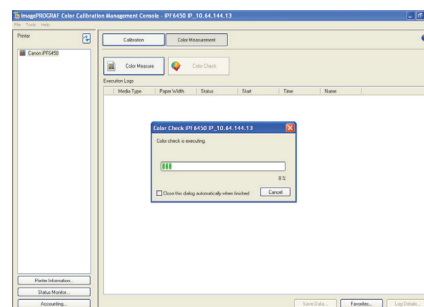 imagePROGRAF Color Calibration Management Console - iPF6450 IP_10.64.144.13
File Tools Help
Printer
Calibration Color Measurement
Canon iPF6450
Color Measure Color Check
Execution Logs
Media Type Paper Width Status Start Time Name
Color Check iPF6450 IP_10.64.144.13
Color check is executing.
8 %
Close this dialog automatically when finished Cancel
Printer Information...
Status Monitor...
Accounting...
Save Data... Favorites... Log Details...